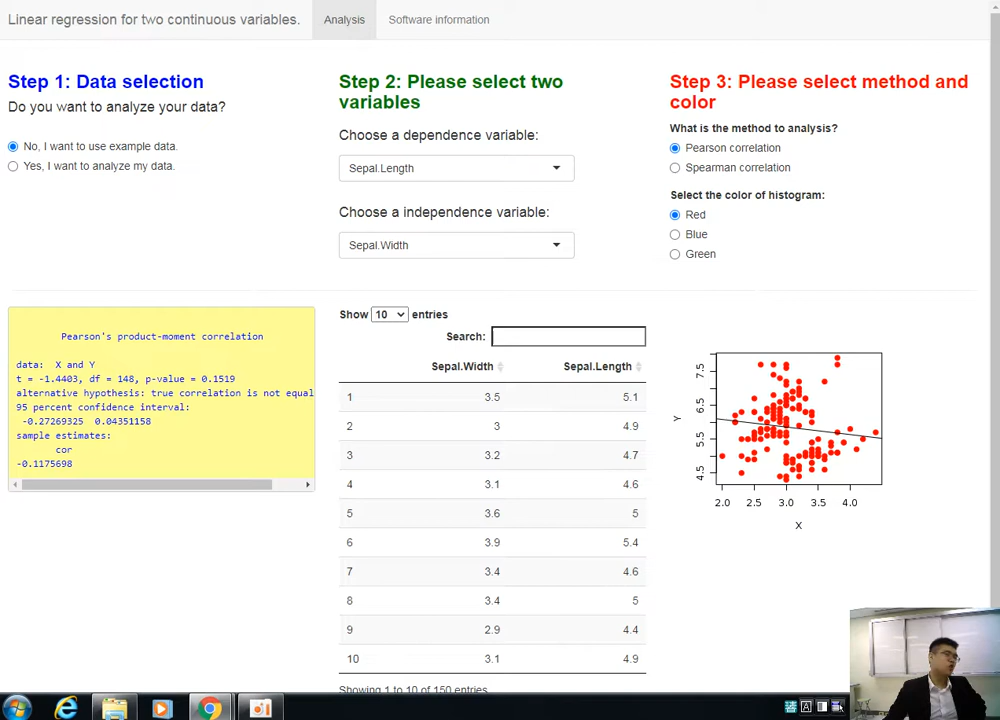 Linear regression for two continuous variables.
Analysis
Software information
Step 1: Data selection
Do you want to analyze your data?
No, I want to use example data.
Yes, I want to analyze my data.
Step 2: Please select two
variables
Choose a dependence variable:
Sepal.Length
Choose a independence variable:
Sepal.Width
Step 3: Please select method and
color
What is the method to analysis?
Pearson correlation
Spearman correlation
Select the color of histogram:
Red
Blue
Green
Pearson's product-moment correlation
data:  X and Y
t = -1.4403, df = 148, p-value = 0.1519
alternative hypothesis: true correlation is not equal
95 percent confidence interval:
-0.27269325  0.04351158
sample estimates:
cor
-0.1175698
Show 10 entries
Search:
Sepal.Width Sepal.Length
1 3.5 5.1
2 3 4.9
3 3.2 4.7
4 3.1 4.6
5 3.6 5
6 3.9 5.4
7 3.4 4.6
8 3.4 5
9 2.9 4.4
10 3.1 4.9
Showing 1 to 10 of 150 entries
7.5
6.5
5.5
4.5
Y
2.0 2.5 3.0 3.5 4.0
X
A